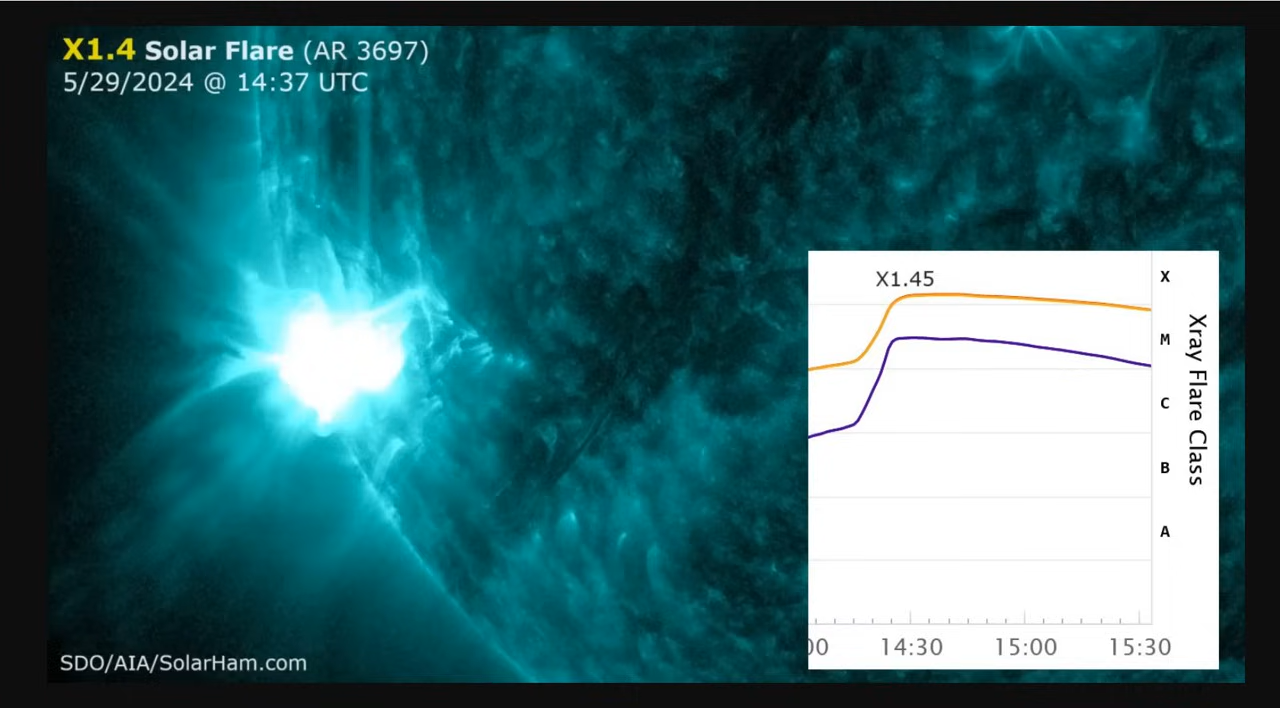 X1.4 Solar Flare (AR 3697)
5/29/2024 @ 14:37 UTC
X1.45
X
M
C
B
A
Xray Flare Class
00 14:30 15:00 15:30
SDO/AIA/SolarHam.com